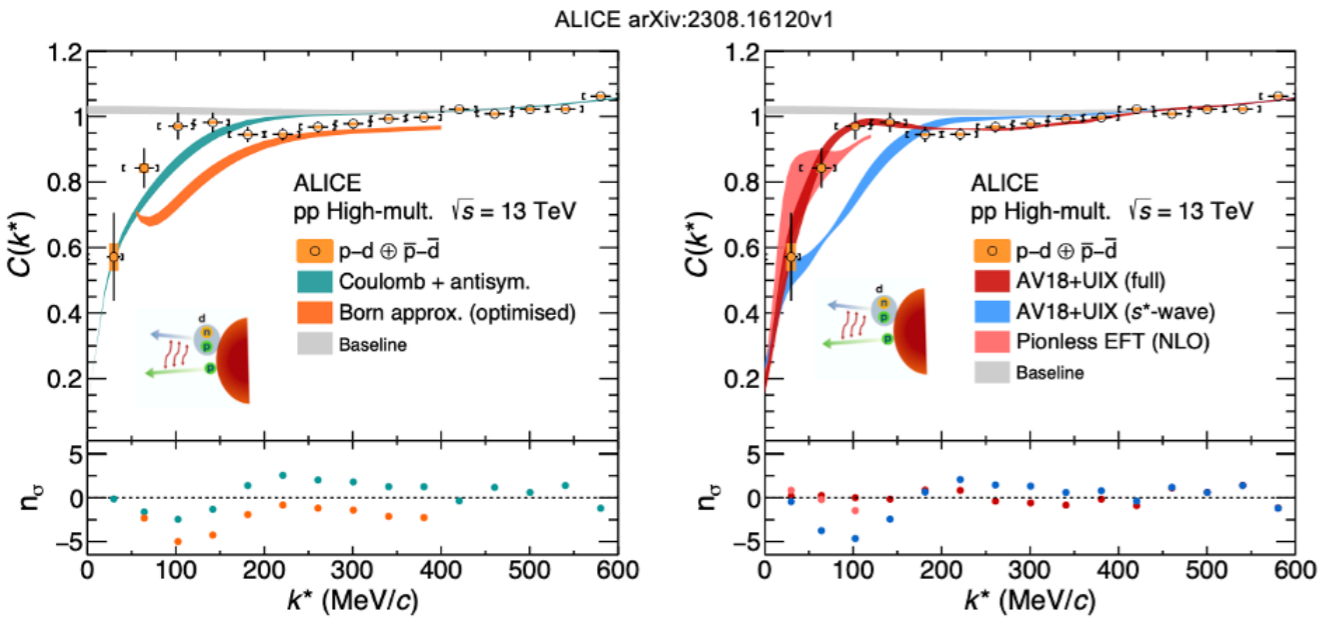 ALICE arXiv:2308.16120v1
C(k*)
1.2
1
0.8
0.6
0.4
0.2
ALICE
pp High-mult. √s = 13 TeV
p–d ⊕ p̅–d̅
Coulomb + antisym.
Born approx. (optimised)
Baseline
d
n
p
p
nσ
5
0
−5
0 100 200 300 400 500 600
k* (MeV/c)
C(k*)
1.2
1
0.8
0.6
0.4
0.2
ALICE
pp High-mult. √s = 13 TeV
p–d ⊕ p̅–d̅
AV18+UIX (full)
AV18+UIX (s*-wave)
Pionless EFT (NLO)
Baseline
d
n
p
p
nσ
5
0
−5
0 100 200 300 400 500 600
k* (MeV/c)